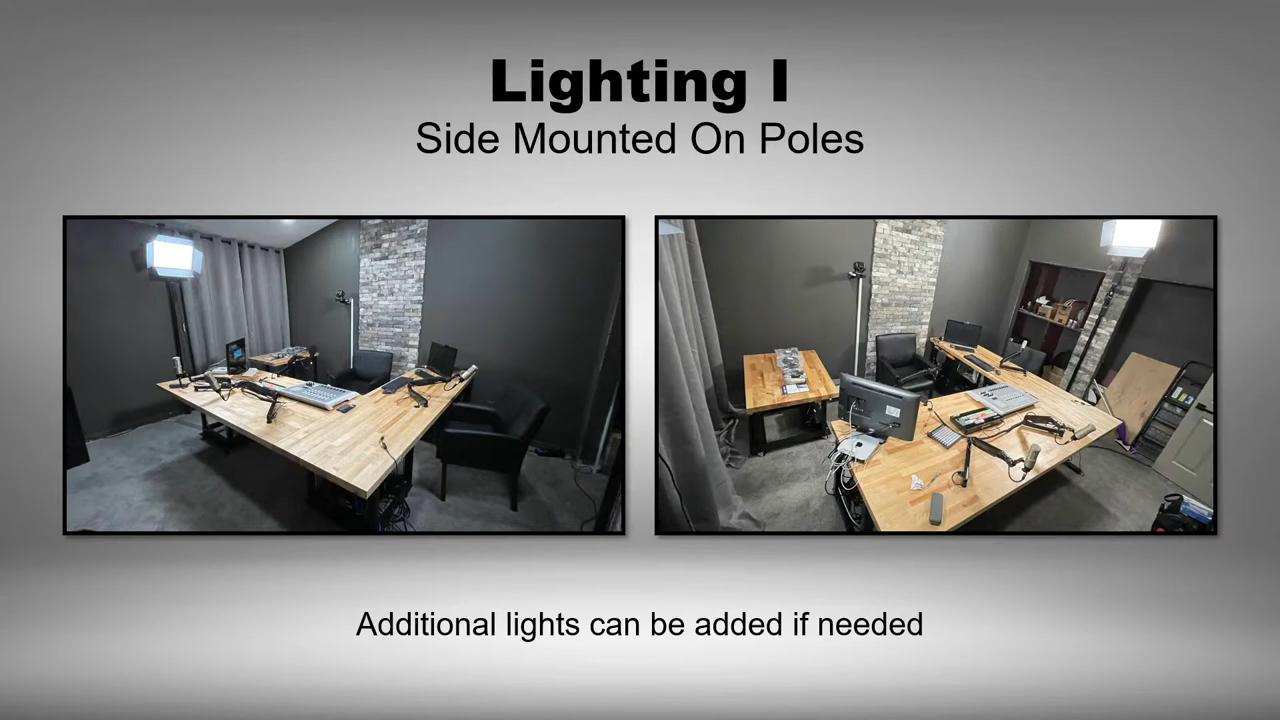 Lighting I
Side Mounted On Poles
Additional lights can be added if needed